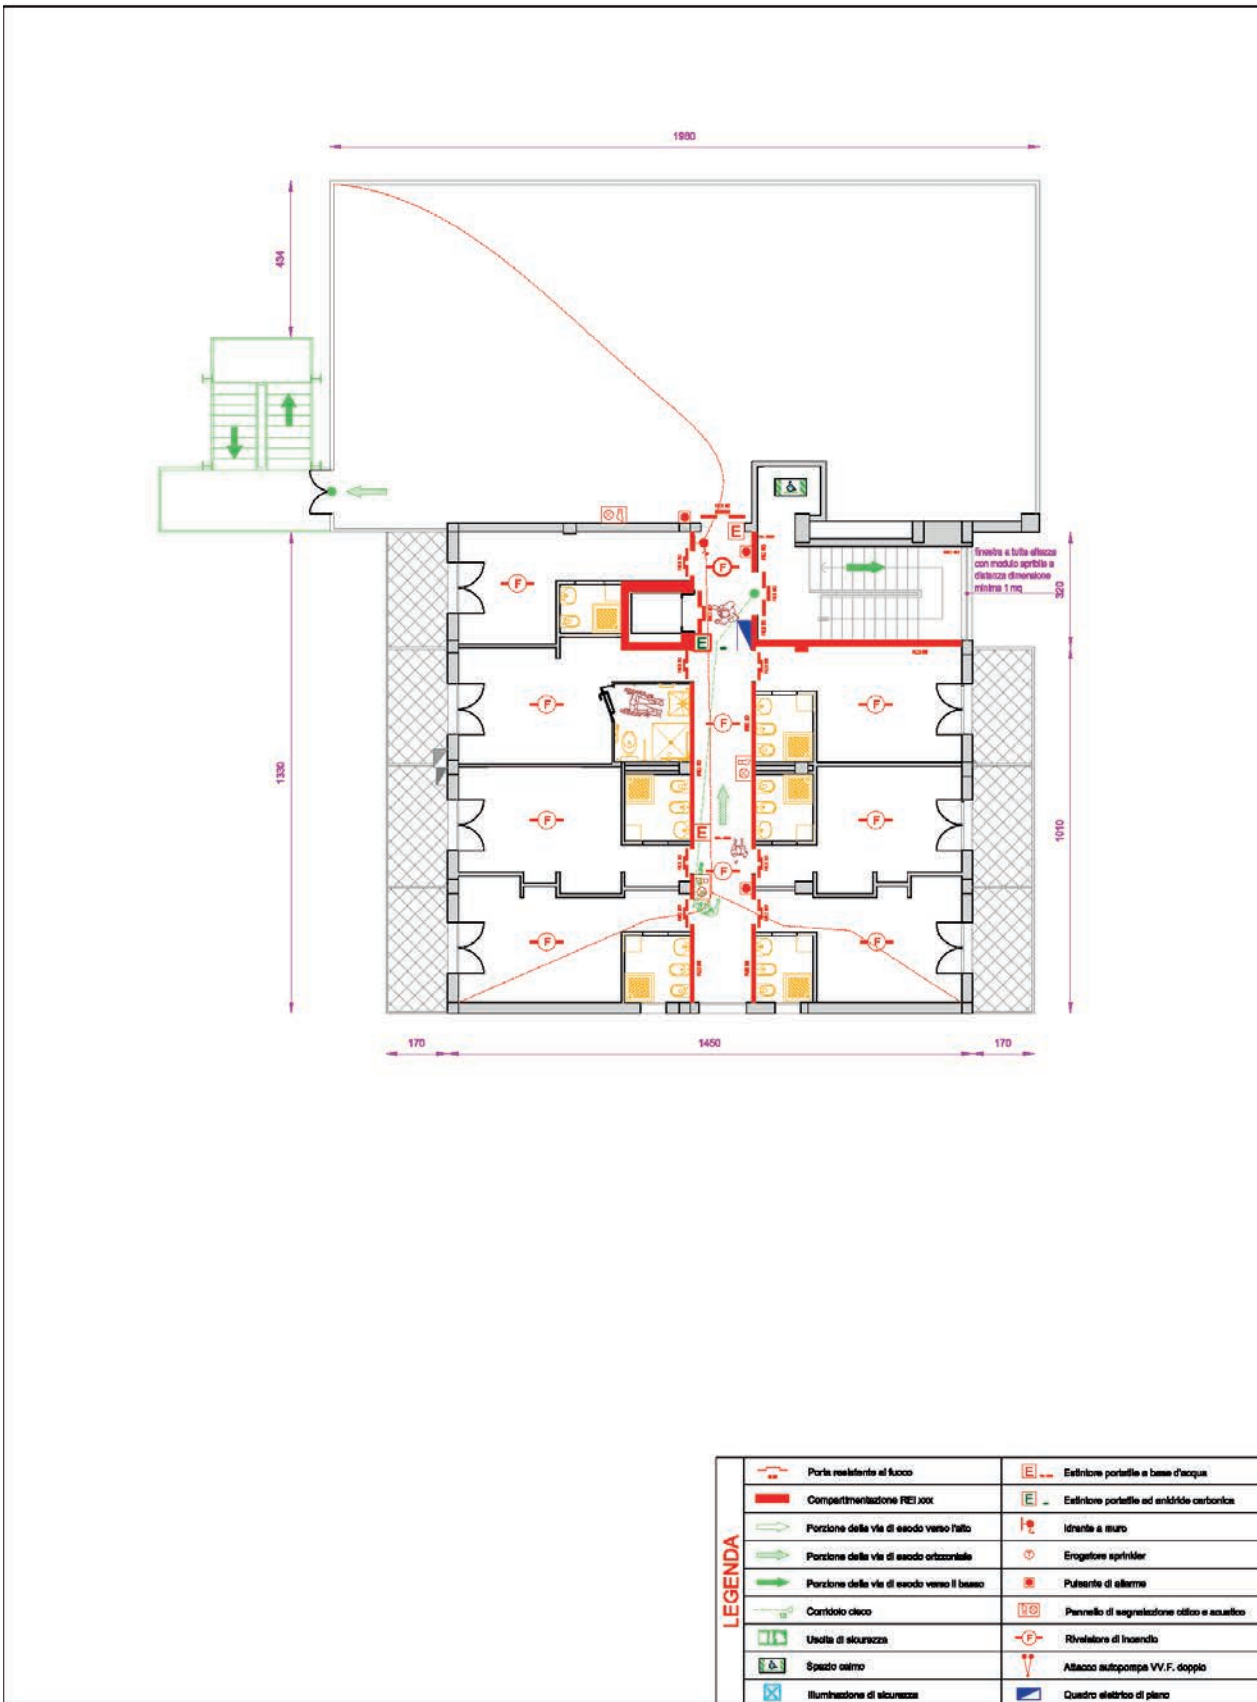 1980
434
finestra a tutta altezza
con modulo apribile a
distanza dimensione
minima 1 mq
320
1330
1010
170
1450
170
E
E
E
F
F
F
F
F
F
F
F
F
F
LEGENDA
Porta resistente al fuoco
E
Estintore portatile a base d'acqua
Compartimentazione REI xxx
E
Estintore portatile ad anidride carbonica
Porzione della via di esodo verso l'alto
Idrante a muro
Porzione della via di esodo orizzontale
Erogatore sprinkler
Porzione della via di esodo verso il basso
Pulsante di allarme
Corridoio cieco
Pannello di segnalazione ottico e acustico
Uscita di sicurezza
F
Rivelatore di incendio
Spazio calmo
Attacco autopompa VV.F. doppio
Illuminazione di sicurezza
Quadro elettrico di piano